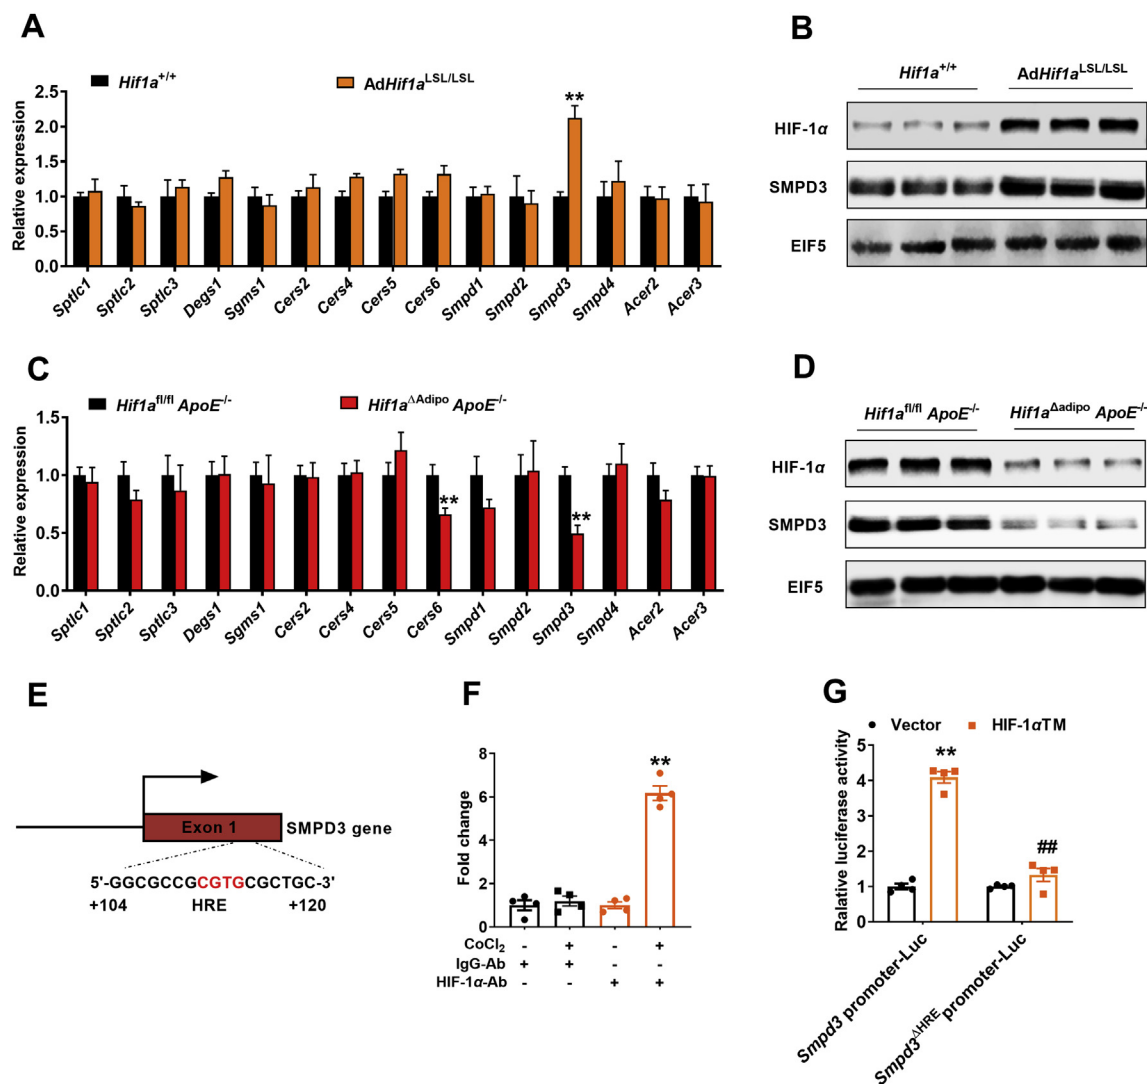 A
Hif1a+/+
AdHif1aLSL/LSL
Relative expression
2.5
2.0
1.5
1.0
0.5
0.0
**
Sptlc1
Sptlc2
Sptlc3
Degs1
Sgms1
Cers2
Cers4
Cers5
Cers6
Smpd1
Smpd2
Smpd3
Smpd4
Acer2
Acer3
B
Hif1a+/+
AdHif1aLSL/LSL
HIF-1α
SMPD3
EIF5
C
Hif1afl/fl ApoE-/-
Hif1aΔAdipo ApoE-/-
Relative expression
1.5
1.0
0.5
0.0
**
**
Sptlc1
Sptlc2
Sptlc3
Degs1
Sgms1
Cers2
Cers4
Cers5
Cers6
Smpd1
Smpd2
Smpd3
Smpd4
Acer2
Acer3
D
Hif1afl/fl ApoE-/-
Hif1aΔadipo ApoE-/-
HIF-1α
SMPD3
EIF5
E
Exon 1
SMPD3 gene
5'-GGCGCCGCGTGCGCTGC-3'
+104
HRE
+120
F
Fold change
8
6
4
2
0
**
CoCl2 - + - +
IgG-Ab + + - -
HIF-1α-Ab - - + +
G
Vector
HIF-1αTM
Ralative luciferase activity
5
4
3
2
1
0
**
##
Smpd3 promoter-Luc
Smpd3ΔHRE promoter-Luc